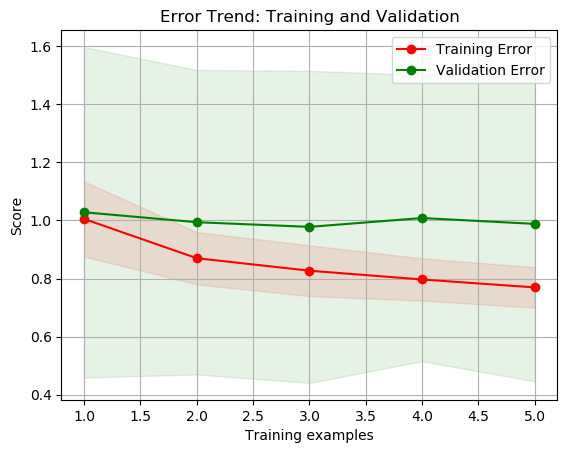 Error Trend: Training and Validation
Training Error
Validation Error
Score
1.6
1.4
1.2
1.0
0.8
0.6
0.4
1.0 1.5 2.0 2.5 3.0 3.5 4.0 4.5 5.0
Training examples